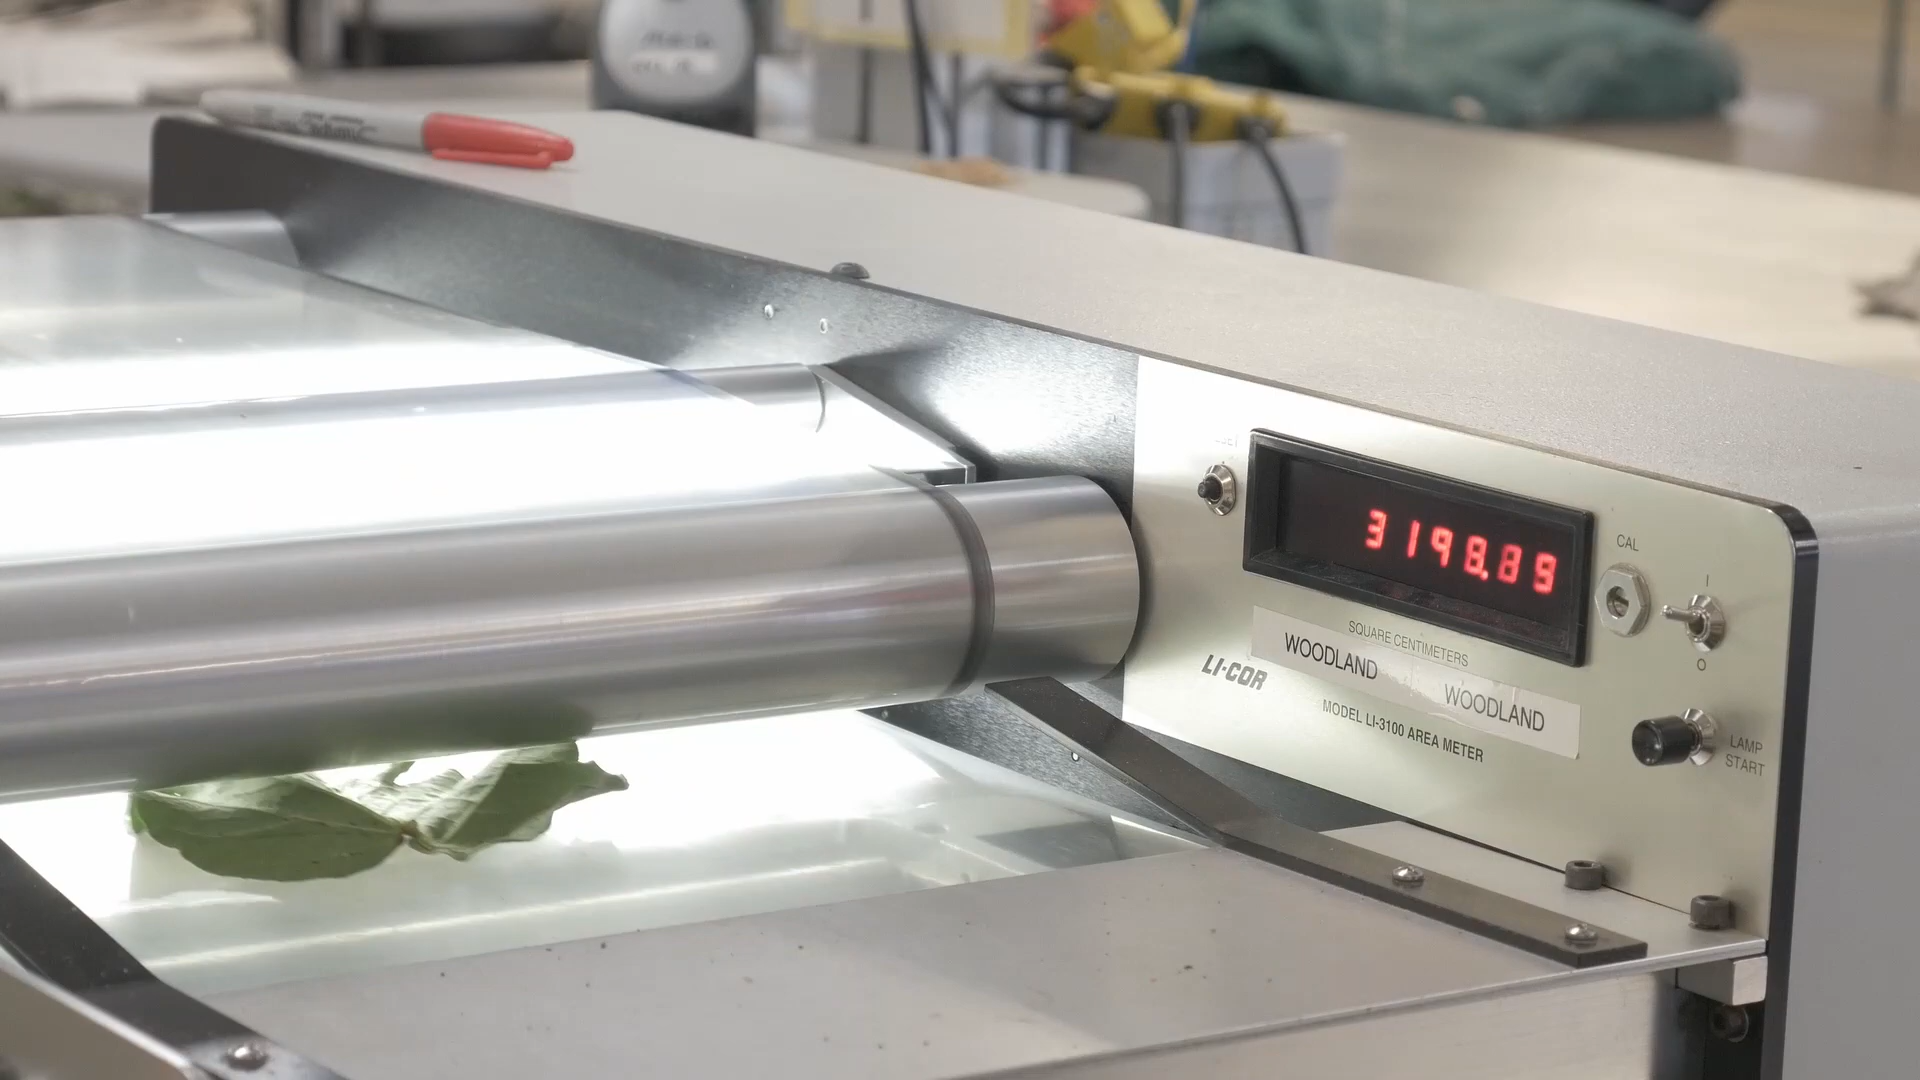 3198.89
CAL
I
O
SQUARE CENTIMETERS
WOODLAND WOODLAND
LI-COR
MODEL LI-3100 AREA METER
LAMP
START